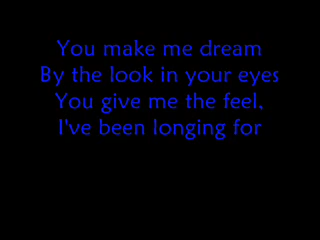 You make me dream
By the look in your eyes
You give me the feel,
I've been longing for